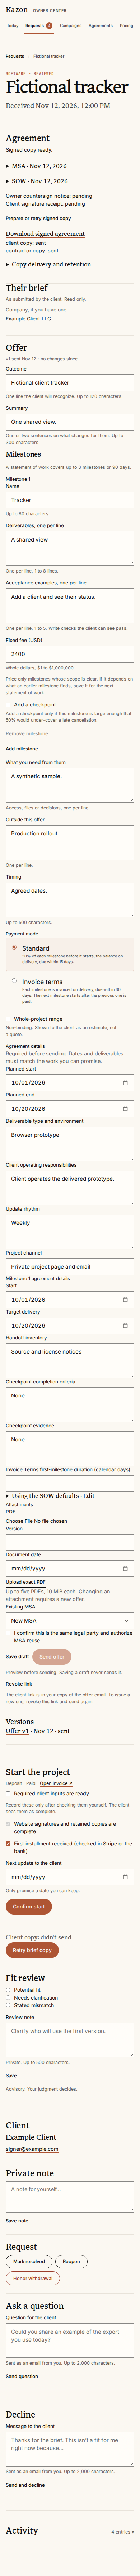 Kazon OWNER CENTER
Today Requests 4 Campaigns Agreements Pricing
Requests Fictional tracker
SOFTWARE · REVIEWED
Fictional tracker
Received Nov 12, 2026, 12:00 PM
Agreement
Signed copy ready.
MSA · Nov 12, 2026
SOW · Nov 12, 2026
Owner countersign notice: pending
Client signature receipt: pending
Prepare or retry signed copy
Download signed agreement
client copy: sent
contractor copy: sent
Copy delivery and retention
Their brief
As submitted by the client. Read only.
Company, if you have one
Example Client LLC
Offer
v1 sent Nov 12 · no changes since
Outcome
Fictional client tracker
One line the client will recognize. Up to 120 characters.
Summary
One shared view.
One or two sentences on what changes for them. Up to 300 characters.
Milestones
A statement of work covers up to 3 milestones or 90 days.
Milestone 1
Name
Tracker
Up to 80 characters.
Deliverables, one per line
A shared view
One per line, 1 to 8 lines.
Acceptance examples, one per line
Add a client and see their status.
One per line, 1 to 5. Write checks the client can see pass.
Fixed fee (USD)
2400
Whole dollars, $1 to $1,000,000.
Price only milestones whose scope is clear. If it depends on what an earlier milestone finds, save it for the next statement of work.
Add a checkpoint
Add a checkpoint only if this milestone is large enough that 50% would under-cover a late cancellation.
Remove milestone
Add milestone
What you need from them
A synthetic sample.
Access, files or decisions, one per line.
Outside this offer
Production rollout.
One per line.
Timing
Agreed dates.
Up to 500 characters.
Payment mode
Standard
50% of each milestone before it starts, the balance on delivery, due within 15 days.
Invoice terms
Each milestone is invoiced on delivery, due within 30 days. The next milestone starts after the previous one is paid.
Whole-project range
Non-binding. Shown to the client as an estimate, not a quote.
Agreement details
Required before sending. Dates and deliverables must match the work you can promise.
Planned start
10/01/2026
Planned end
10/20/2026
Deliverable type and environment
Browser prototype
Client operating responsibilities
Client operates the delivered prototype.
Update rhythm
Weekly
Project channel
Private project page and email
Milestone 1 agreement details
Start
10/01/2026
Target delivery
10/20/2026
Handoff inventory
Source and licenses
Checkpoint completion criteria
None
Checkpoint evidence
None
Invoice Terms first-milestone duration (calendar days)
Using the SOW defaults · Edit
Attachments
PDF
Choose File No file chosen
Version
Document date
mm/dd/yyyy
Upload exact PDF
Up to five PDFs, 10 MiB each. Changing an attachment requires a new offer.
Existing MSA
New MSA
I confirm this is the same legal party and authorize MSA reuse.
Save draft Send offer
Preview before sending. Saving a draft never sends it.
Revoke link
The client link is in your copy of the offer email. To issue a new one, revoke this link and send again.
Versions
Offer v1 · Nov 12 · sent
Start the project
Deposit · Paid · Open invoice ↗
Required client inputs are ready.
Record these only after checking them yourself. The client sees them as complete.
Website signatures and retained copies are complete
First installment received (checked in Stripe or the bank)
Next update to the client
mm/dd/yyyy
Only promise a date you can keep.
Confirm start
Client copy: didn't send
Retry brief copy
Fit review
Potential fit
Needs clarification
Stated mismatch
Review note
Clarify who will use the first version.
Private. Up to 500 characters.
Save
Advisory. Your judgment decides.
Client
Example Client
signer@example.com
Private note
A note for yourself…
Save note
Request
Mark resolved Reopen
Honor withdrawal
Ask a question
Question for the client
Could you share an example of the export you use today?
Sent as an email from you. Up to 2,000 characters.
Send question
Decline
Message to the client
Thanks for the brief. This isn't a fit for me right now because…
Sent as an email from you. Up to 2,000 characters.
Send and decline
Activity
4 entries